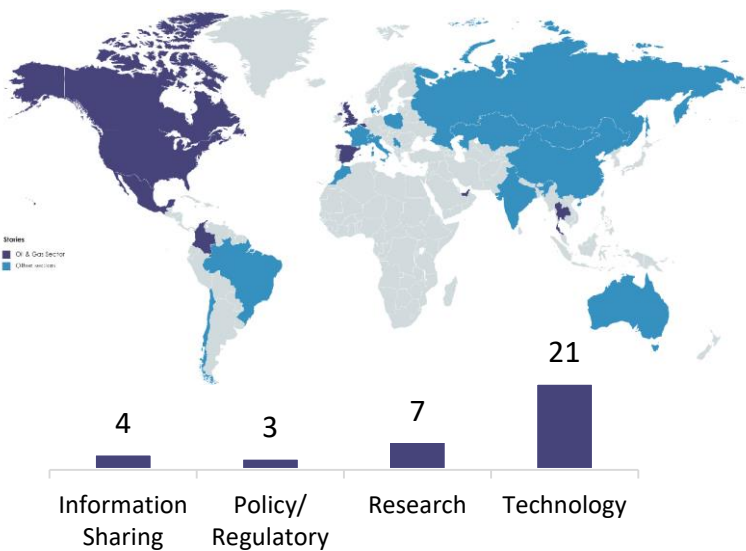 Stories
Oil & Gas Sector
Other sectors
21
7
4
3
Information
Sharing
Policy/
Regulatory
Research
Technology